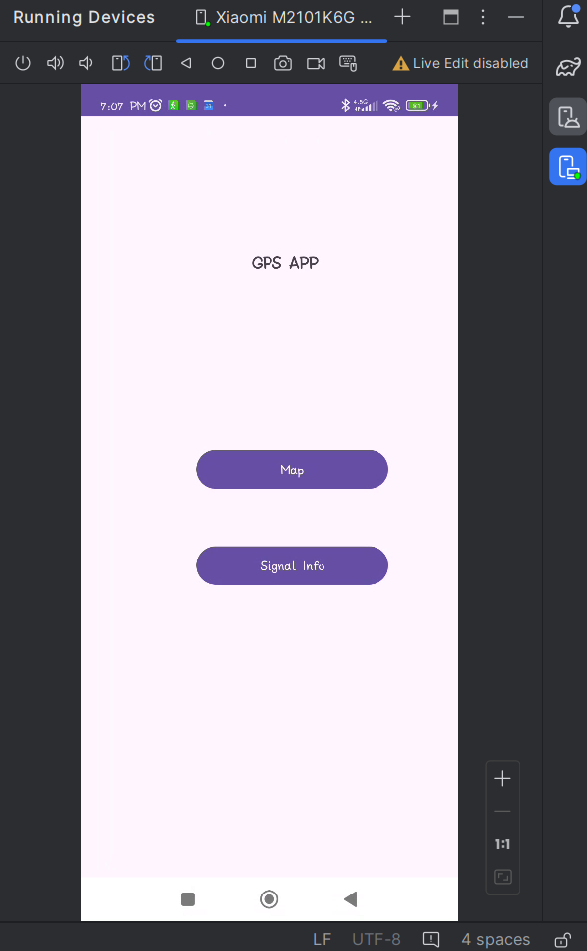 Running Devices
Xiaomi M2101K6G ...
Live Edit disabled
7:07 PM
GPS APP
Map
Signal Info
1:1
LF UTF-8 4 spaces